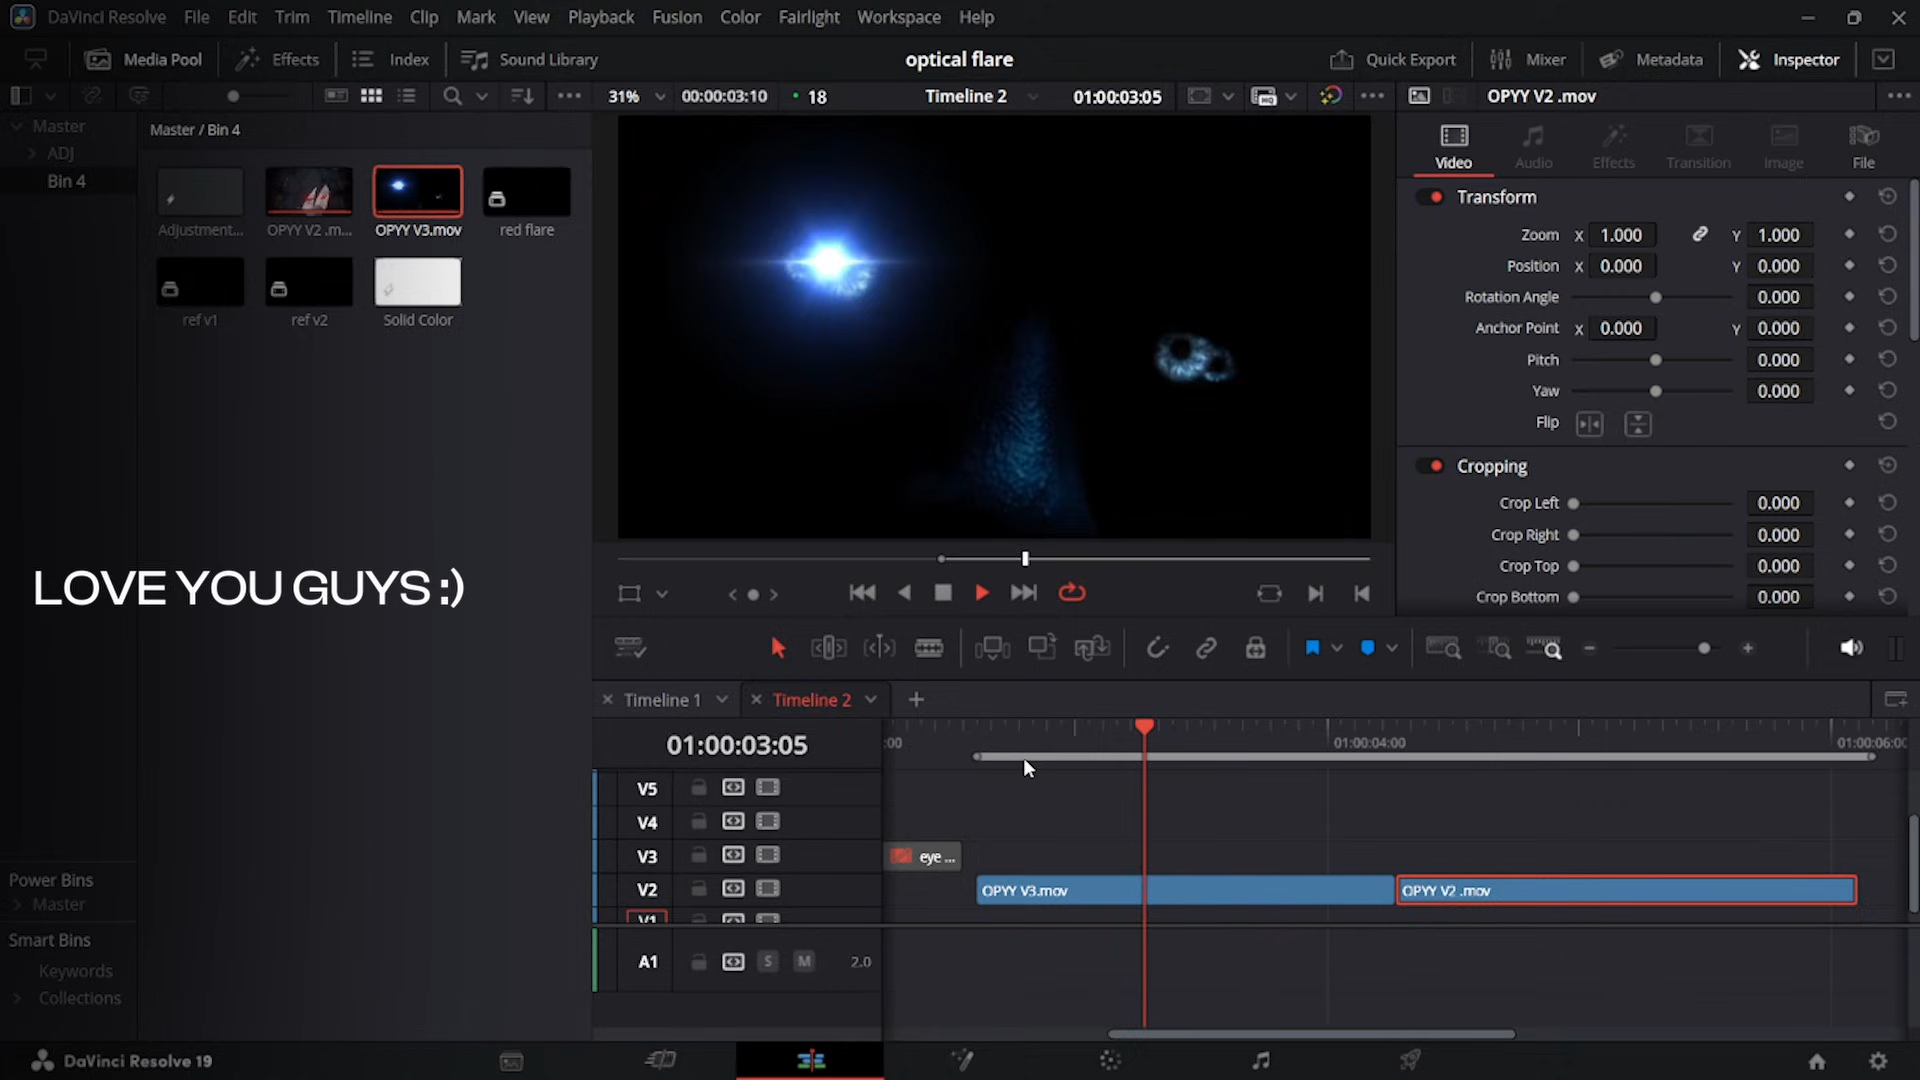 DaVinci Resolve File Edit Trim Timeline Clip Mark View Playback Fusion Color Fairlight Workspace Help
Media Pool Effects Index Sound Library optical flare Quick Export Mixer Metadata Inspector
31% 00:00:03:10 18 Timeline 2 01:00:03:05 OPYY V2 .mov
Master
Master / Bin 4
ADJ
Bin 4
Adjustment... OPYY V2 .m... OPYY V3.mov red flare
ref v1 ref v2 Solid Color
Video Audio Effects Transition Image File
Transform
Zoom X 1.000 Y 1.000
Position X 0.000 Y 0.000
Rotation Angle 0.000
Anchor Point X 0.000 Y 0.000
Pitch 0.000
Yaw 0.000
Flip
Cropping
Crop Left 0.000
Crop Right 0.000
Crop Top 0.000
Crop Bottom 0.000
LOVE YOU GUYS :)
Timeline 1 Timeline 2
01:00:03:05 :00 01:00:04:00 01:00:06:00
V5
V4
V3 eye ...
V2 OPYY V3.mov OPYY V2 .mov
V1
A1 S M 2.0
Power Bins
Master
Smart Bins
Keywords
Collections
DaVinci Resolve 19